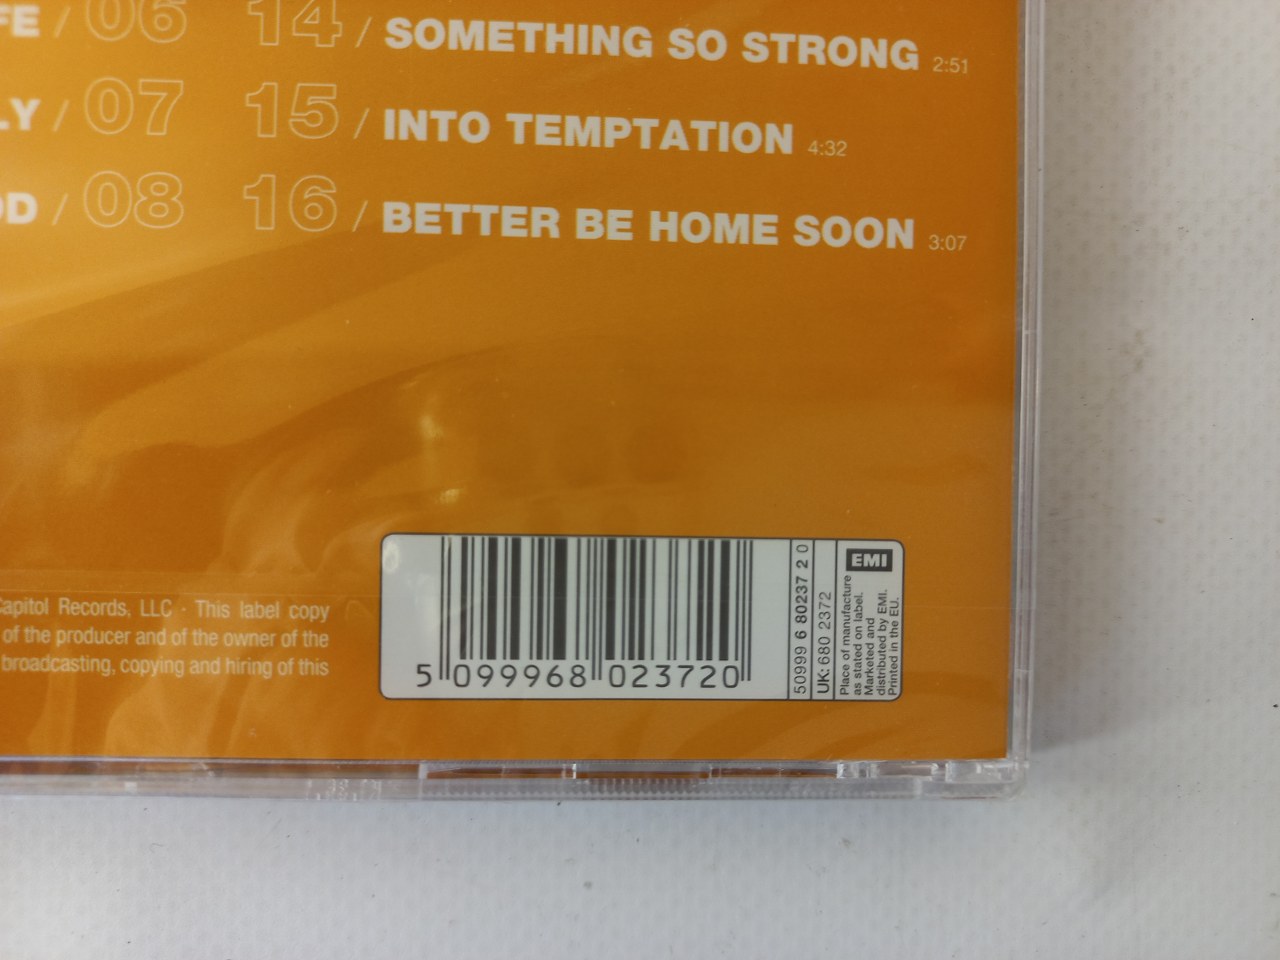 FE / 06 14 / SOMETHING SO STRONG 2:51
LY / 07 15 / INTO TEMPTATION 4:32
OD / 08 16 / BETTER BE HOME SOON 3:07
Capitol Records, LLC · This label copy
of the producer and of the owner of the
broadcasting, copying and hiring of this
5 099968 023720
50999 6 80237 2 0
UK: 680 2372
EMI
Place of manufacture
as stated on label.
Marketed and
distributed by EMI.
Printed in the EU.